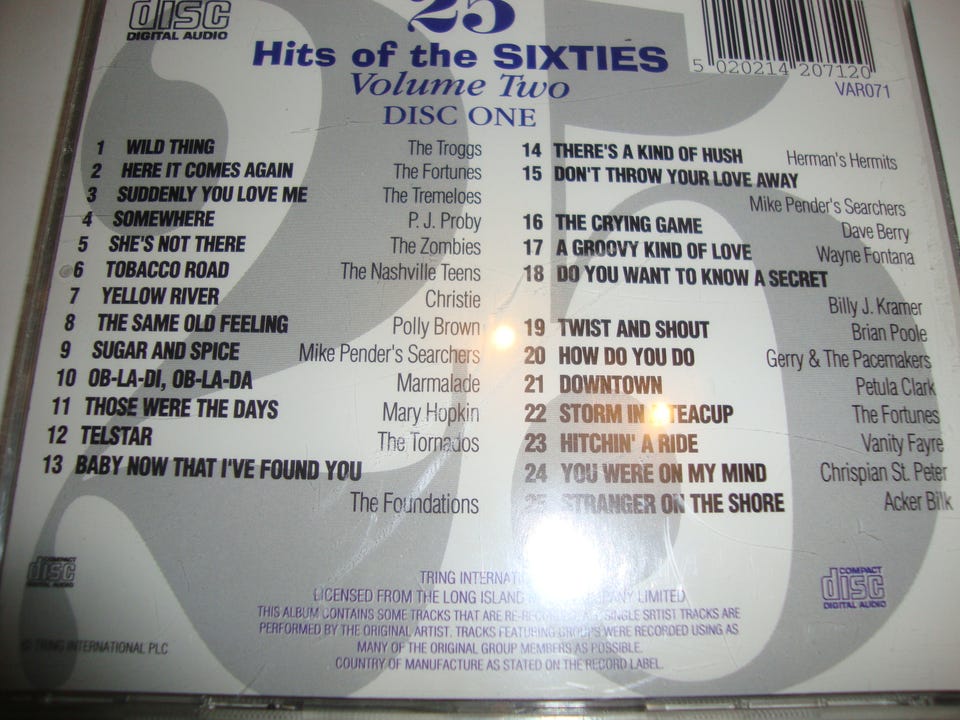 disc
DIGITAL AUDIO
25
Hits of the SIXTIES
Volume Two
DISC ONE
5 020214 207120
VAR071
1 WILD THING The Troggs
2 HERE IT COMES AGAIN The Fortunes
3 SUDDENLY YOU LOVE ME The Tremeloes
4 SOMEWHERE P. J. Proby
5 SHE'S NOT THERE The Zombies
6 TOBACCO ROAD The Nashville Teens
7 YELLOW RIVER Christie
8 THE SAME OLD FEELING Polly Brown
9 SUGAR AND SPICE Mike Pender's Searchers
10 OB-LA-DI, OB-LA-DA Marmalade
11 THOSE WERE THE DAYS Mary Hopkin
12 TELSTAR The Tornados
13 BABY NOW THAT I'VE FOUND YOU
The Foundations
14 THERE'S A KIND OF HUSH Herman's Hermits
15 DON'T THROW YOUR LOVE AWAY
Mike Pender's Searchers
16 THE CRYING GAME Dave Berry
17 A GROOVY KIND OF LOVE Wayne Fontana
18 DO YOU WANT TO KNOW A SECRET
Billy J. Kramer
19 TWIST AND SHOUT Brian Poole
20 HOW DO YOU DO Gerry & The Pacemakers
21 DOWNTOWN Petula Clark
22 STORM IN TEACUP The Fortunes
23 HITCHIN' A RIDE Vanity Fayre
24 YOU WERE ON MY MIND Chrispian St. Peter
25 STRANGER ON THE SHORE Acker Bilk
COMPACT
disc
DIGITAL AUDIO
TRING
LICENSED FROM THE LONG ISLAND LIMITED
THIS ALBUM CONTAINS SOME TRACKS THAT ARE SINGLE SRTIST TRACKS ARE
PERFORMED BY THE ORIGINAL ARTIST. TRACKS FEATURING GROUPS WERE RECORDED USING AS
MANY OF THE ORIGINAL GROUP MEMBERS AS POSSIBLE.
COUNTRY OF MANUFACTURE AS STATED ON THE RECORD LABEL.
COMPACT
disc
DIGITAL AUDIO
TRING INTERNATIONAL PLC